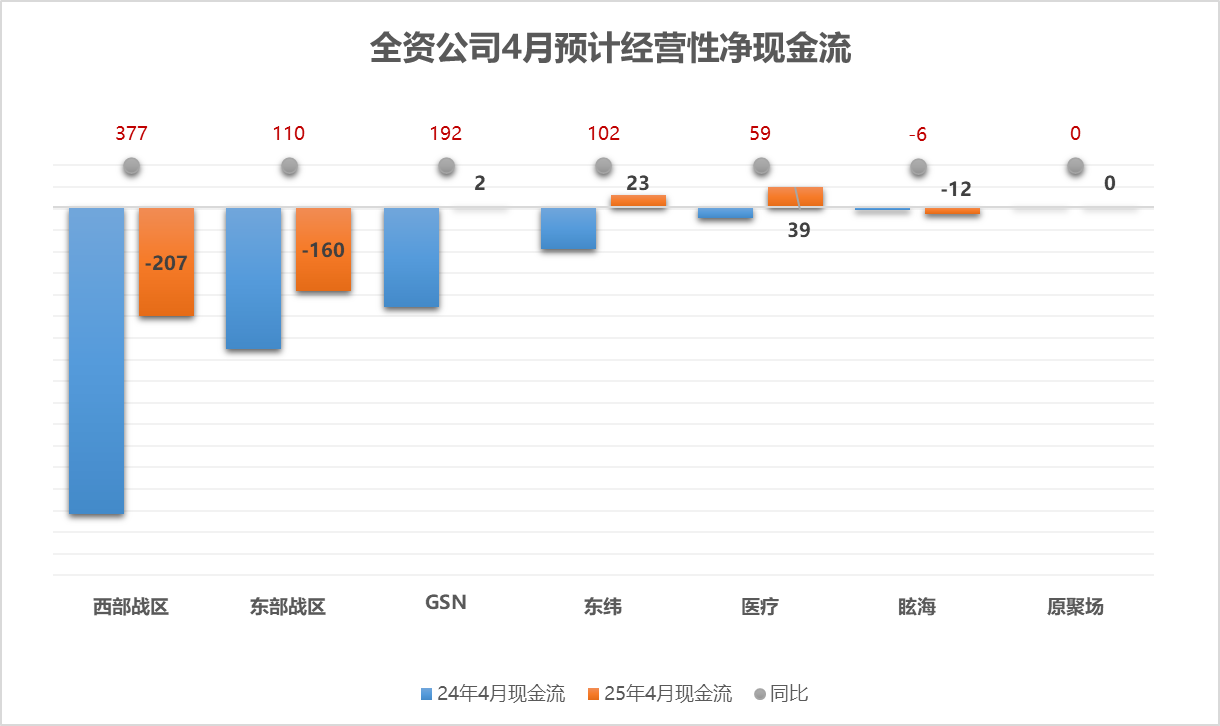 全资公司4月预计经营性净现金流
377 110 192 102 59 -6 0
2 23 -12 0
39
-207 -160
西部战区 东部战区 GSN 东纬 医疗 眩海 原聚场
24年4月现金流 25年4月现金流 同比